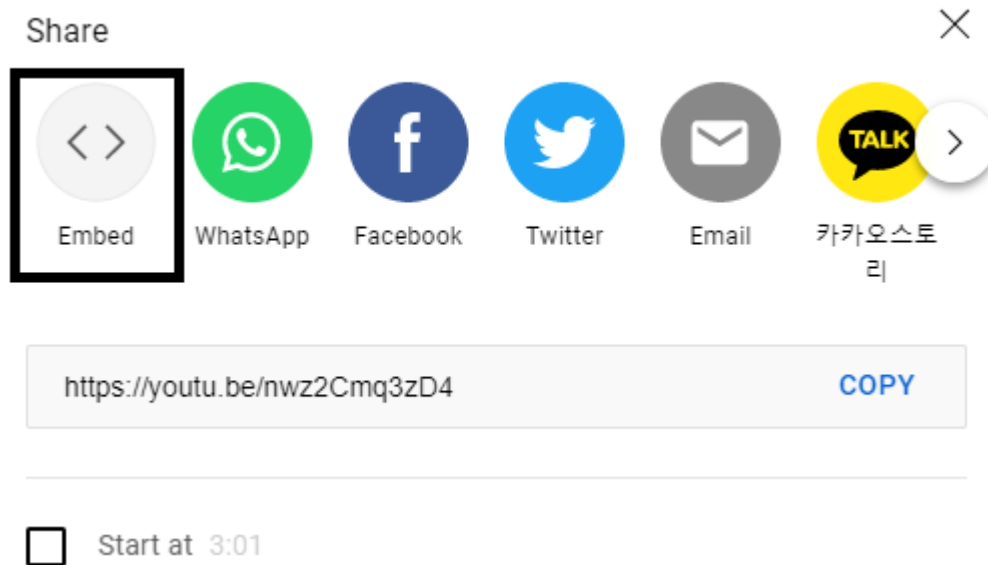 Share
TALK
Embed
WhatsApp
Facebook
Twitter
Email
카카오스토
리
https://youtu.be/nwz2Cmq3zD4
COPY
Start at 3:01